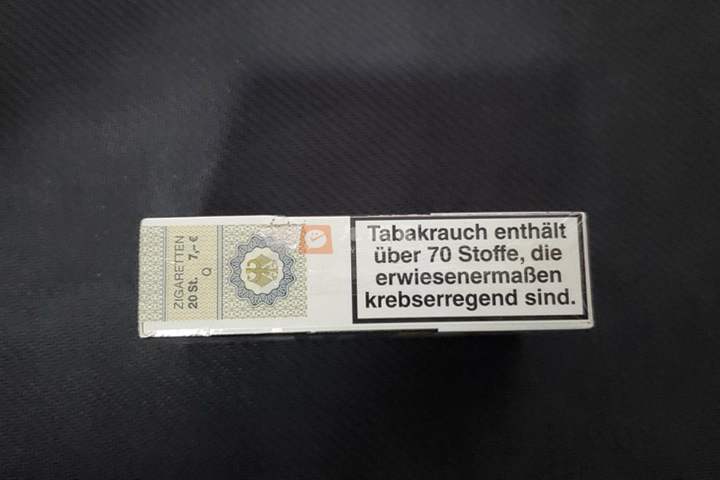 ZIGARETTEN
20 St. 7,- €
Q
Tabakrauch enthält
über 70 Stoffe, die
erwiesenermaßen
krebserregend sind.